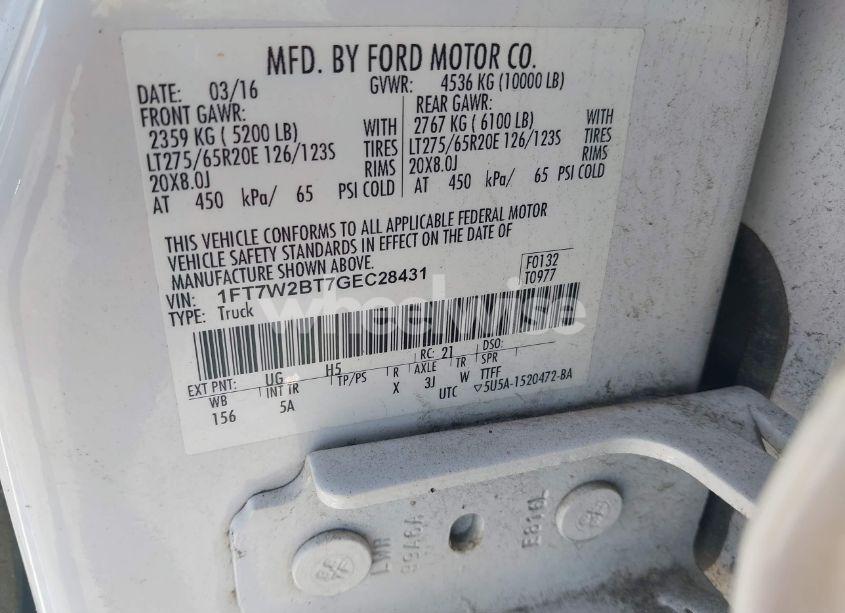 MFD. BY FORD MOTOR CO.
DATE: 03/16 GVWR: 4536 KG (10000 LB)
FRONT GAWR: REAR GAWR:
2359 KG ( 5200 LB) WITH 2767 KG ( 6100 LB) WITH
LT275/65R20E 126/123S TIRES LT275/65R20E 126/123S TIRES
20X8.0J RIMS 20X8.0J RIMS
AT 450 kPa/ 65 PSI COLD AT 450 kPa/ 65 PSI COLD
THIS VEHICLE CONFORMS TO ALL APPLICABLE FEDERAL MOTOR
VEHICLE SAFETY STANDARDS IN EFFECT ON THE DATE OF
MANUFACTURE SHOWN ABOVE.
VIN: 1FT7W2BT7GEC28431 F0132
TYPE: Truck T0977
wheelwise
EXT PNT: UG H5 RC: 21 DSO:
WB INT TR TP/PS R AXLE TR SPR
156 5A X 3J W TTFF
UTC ▽5U5A-1520472-BA
LWR